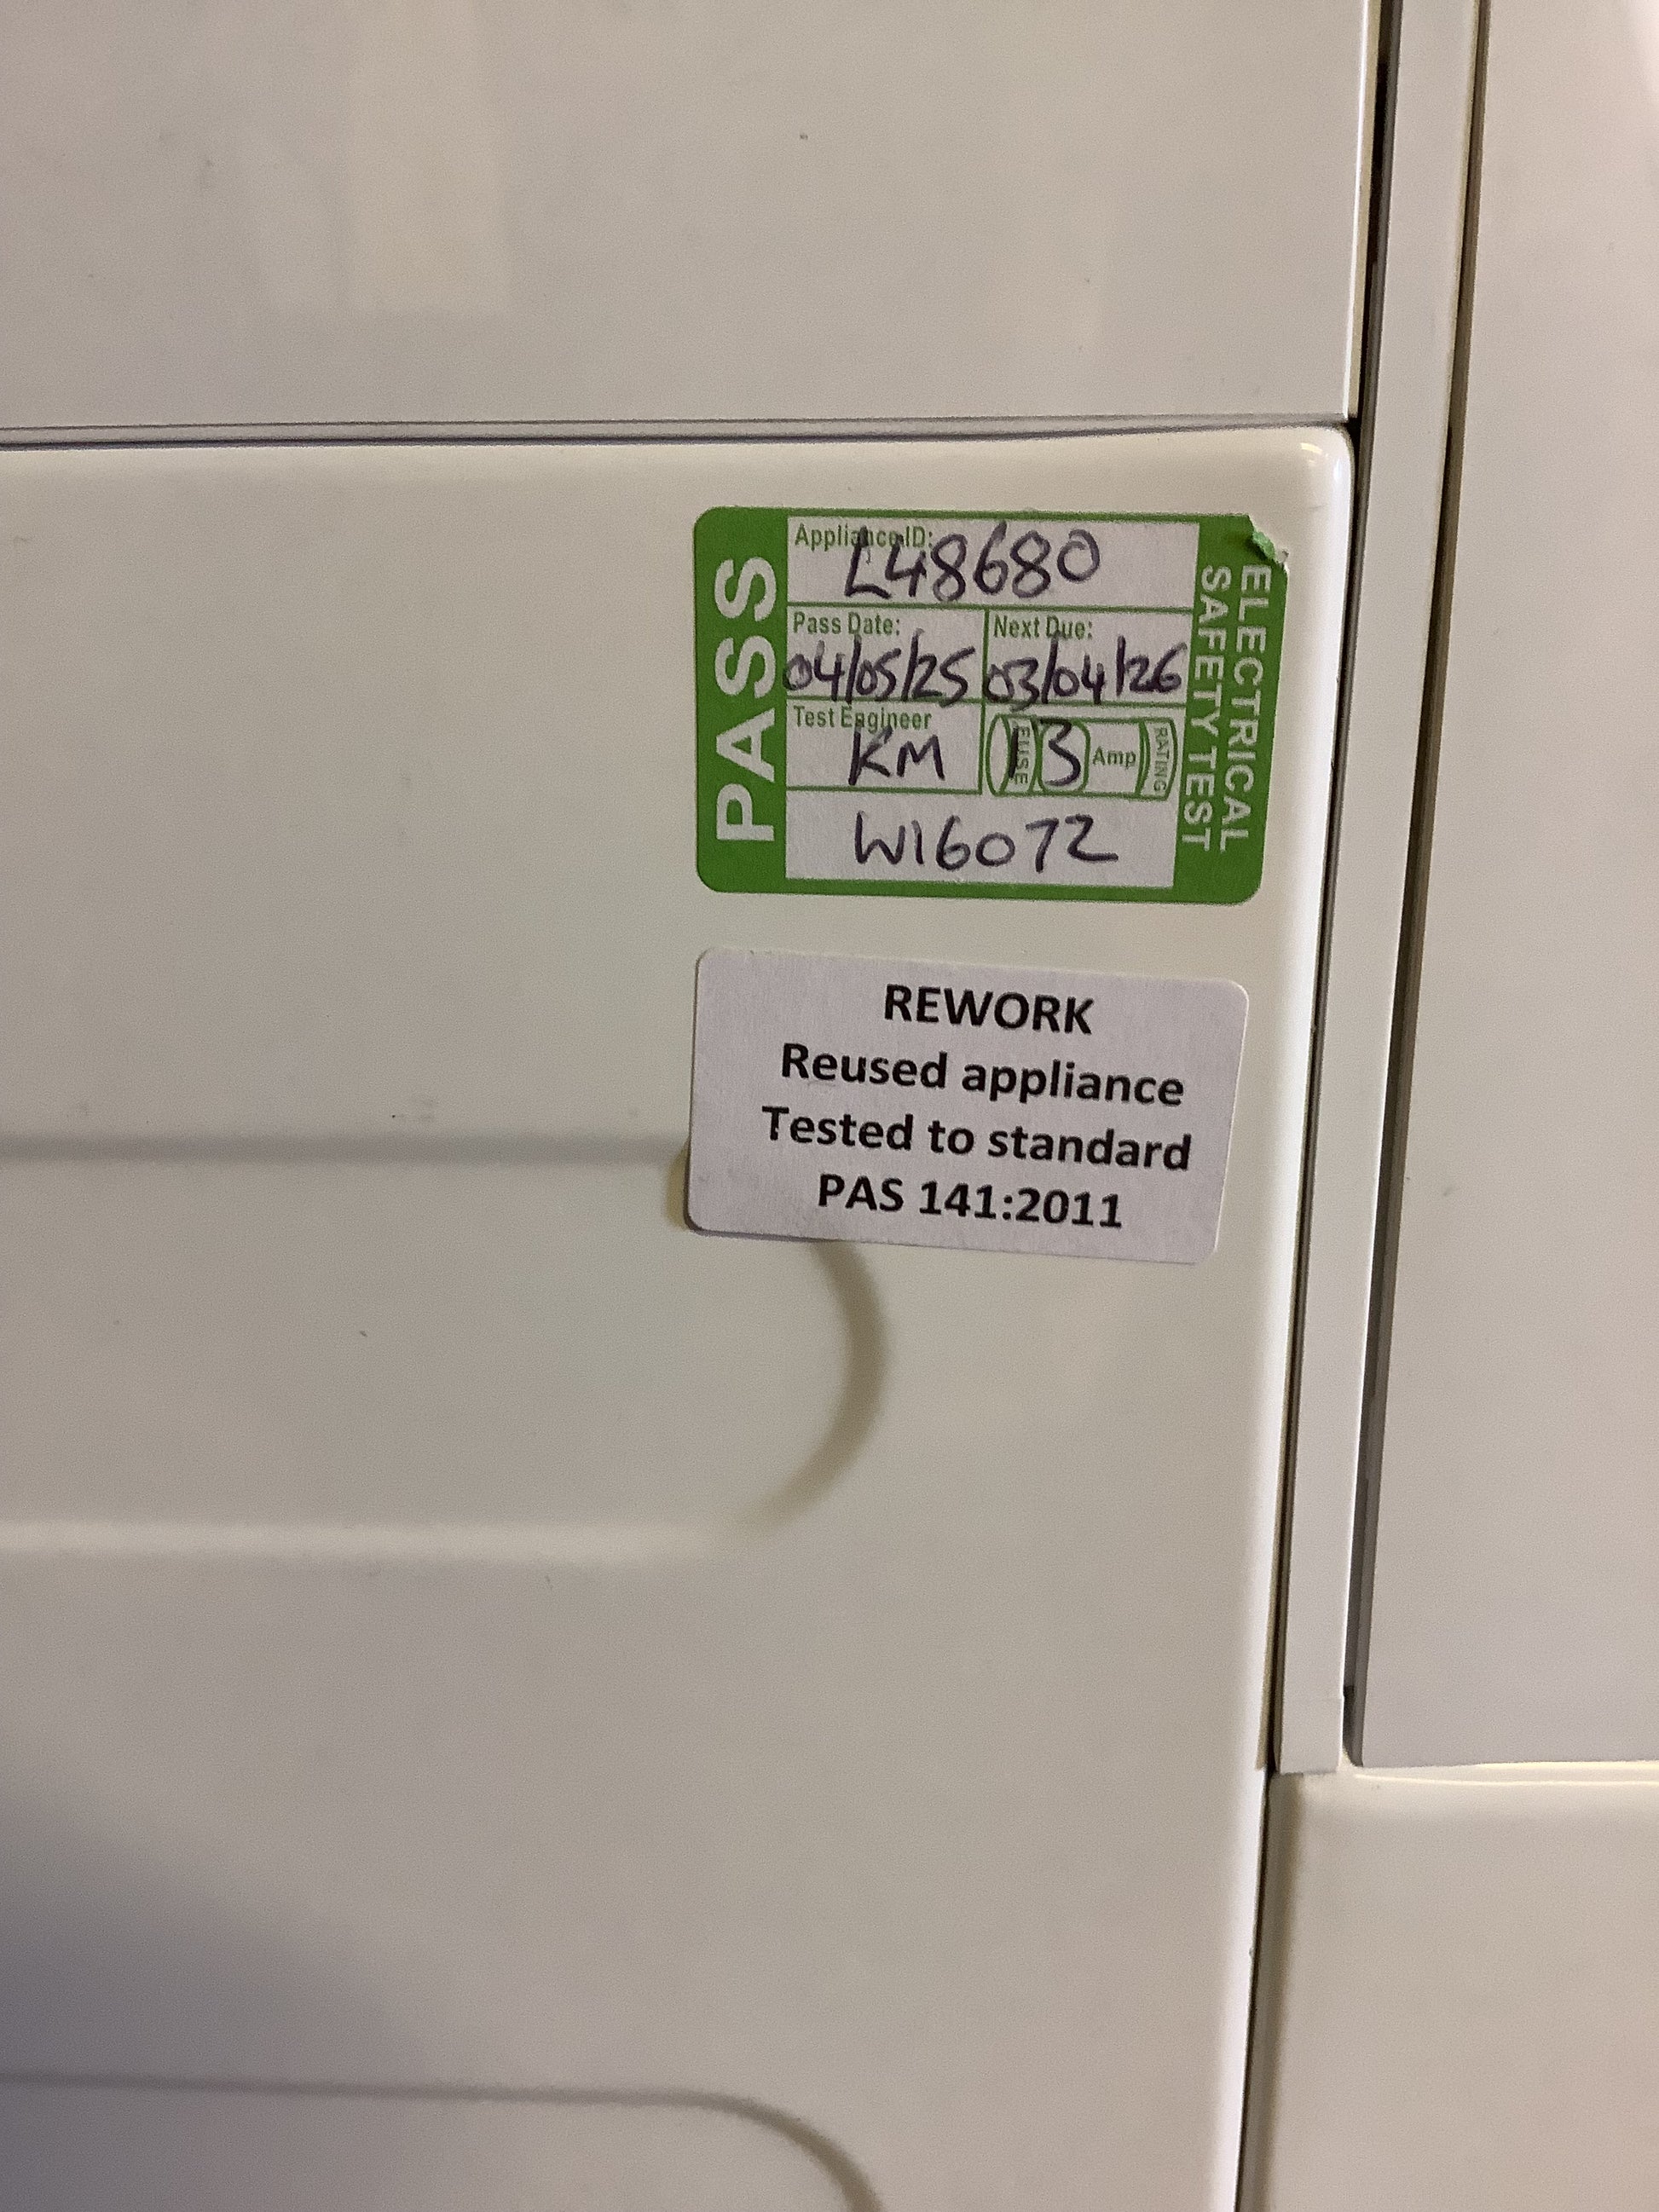 PASS
Appliance ID:
L48680
Pass Date: Next Due:
04/05/25 03/04/26
Test Engineer
KM FUSE 13 Amp RATING
W16072
ELECTRICAL
SAFETY TEST
REWORK
Reused appliance
Tested to standard
PAS 141:2011